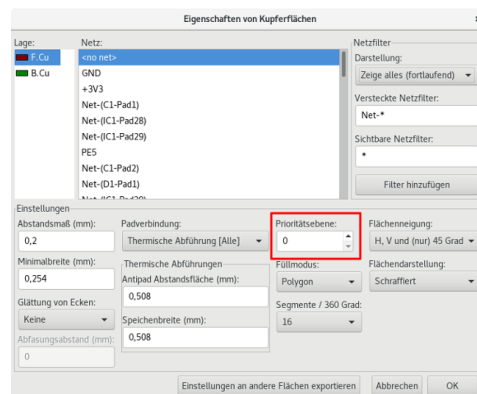 Eigenschaften von Kupferflächen
Lage:
Netz:
Netzfilter
F.Cu
B.Cu
<no net>
GND
+3V3
Net-(C1-Pad1)
Net-(IC1-Pad28)
Net-(IC1-Pad29)
PE5
Net-(C1-Pad2)
Net-(D1-Pad1)
Darstellung:
Zeige alles (fortlaufend)
Versteckte Netzfilter:
Net-*
Sichtbare Netzfilter:
*
Filter hinzufügen
Einstellungen
Abstandsmaß (mm):
0,2
Minimalbreite (mm):
0,254
Glättung von Ecken:
Keine
Abfasungsabstand (mm):
0
Padverbindung:
Thermische Abführung [Alle]
Thermische Abführungen
Antipad Abstandsfläche (mm):
0,508
Speichenbreite (mm):
0,508
Prioritätsebene:
0
Füllmodus:
Polygon
Segmente / 360 Grad:
16
Flächenneigung:
H, V und (nur) 45 Grad
Flächendarstellung:
Schraffiert
Einstellungen an andere Flächen exportieren
Abbrechen
OK